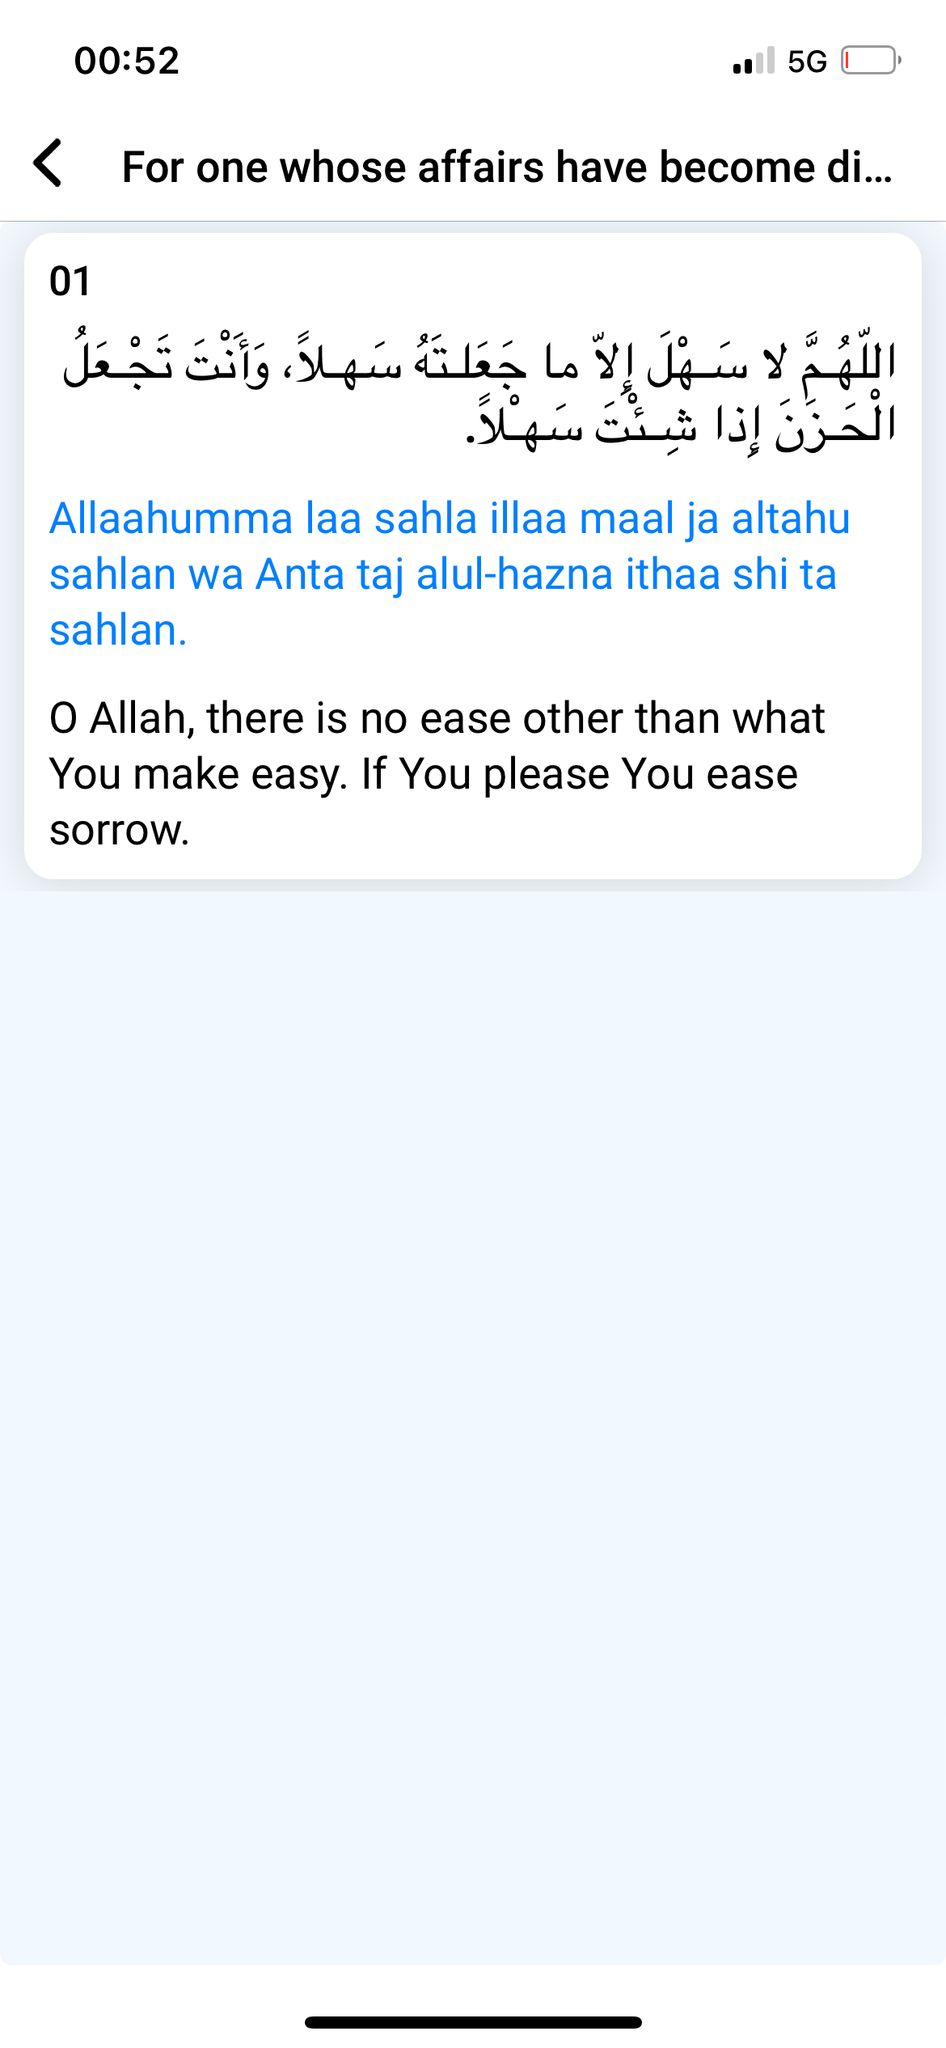 00:52
5G
For one whose affairs have become di...
01
اللّهُـمَّ لا سَـهْلَ إِلاّ ما جَعَلـتَهُ سَهـلاً، وَأَنْتَ تَجْـعَلُ
الْحَـزَنَ إِذا شِـئْتَ سَهْـلاً.
Allaahumma laa sahla illaa maal ja altahu
sahlan wa Anta taj alul-hazna ithaa shi ta
sahlan.
O Allah, there is no ease other than what
You make easy. If You please You ease
sorrow.